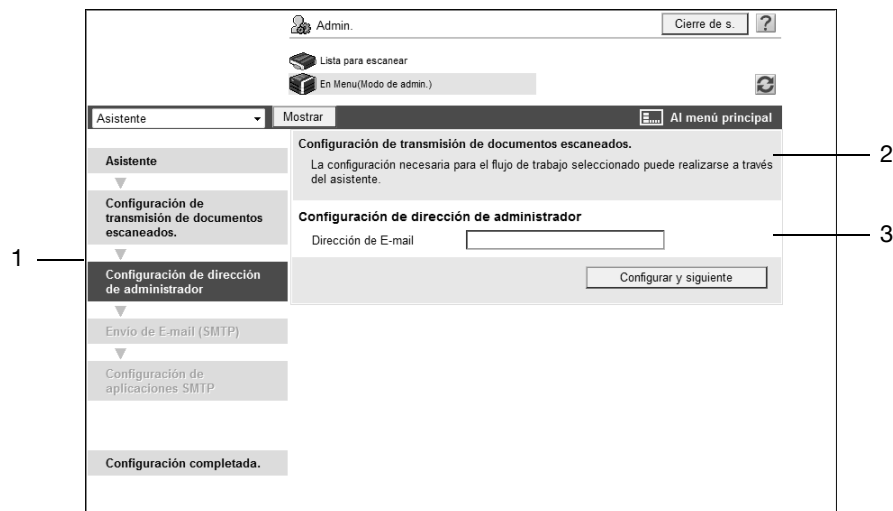 Admin.
Cierre de s.
?
Lista para escanear
En Menu(Modo de admin.)
Asistente
Mostrar
Al menú principal
Asistente
Configuración de
transmisión de documentos
escaneados.
Configuración de dirección
de administrador
Envío de E-mail (SMTP)
Configuración de
aplicaciones SMTP
Configuración completada.
Configuración de transmisión de documentos escaneados.
La configuración necesaria para el flujo de trabajo seleccionado puede realizarse a través
del asistente.
Configuración de dirección de administrador
Dirección de E-mail
Configurar y siguiente
1
2
3